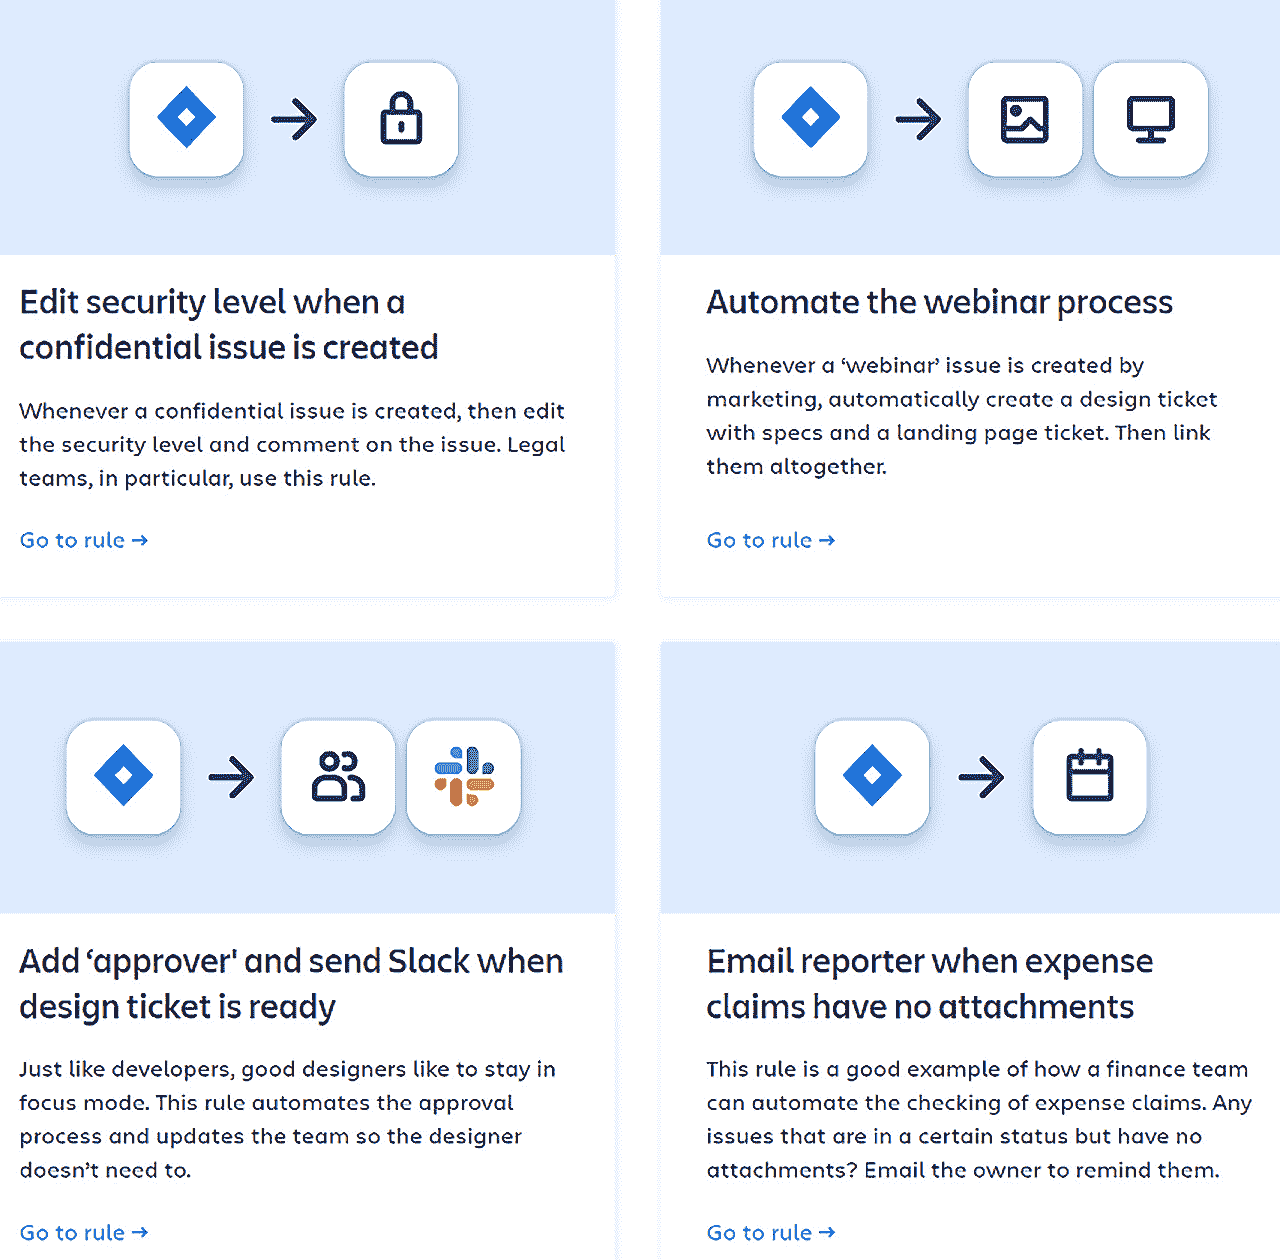 Edit security level when a
confidential issue is created
Whenever a confidential issue is created, then edit
the security level and comment on the issue. Legal
teams, in particular, use this rule.
Go to rule →
Automate the webinar process
Whenever a ‘webinar’ issue is created by
marketing, automatically create a design ticket
with specs and a landing page ticket. Then link
them altogether.
Go to rule →
Add ‘approver' and send Slack when
design ticket is ready
Just like developers, good designers like to stay in
focus mode. This rule automates the approval
process and updates the team so the designer
doesn’t need to.
Go to rule →
Email reporter when expense
claims have no attachments
This rule is a good example of how a finance team
can automate the checking of expense claims. Any
issues that are in a certain status but have no
attachments? Email the owner to remind them.
Go to rule →